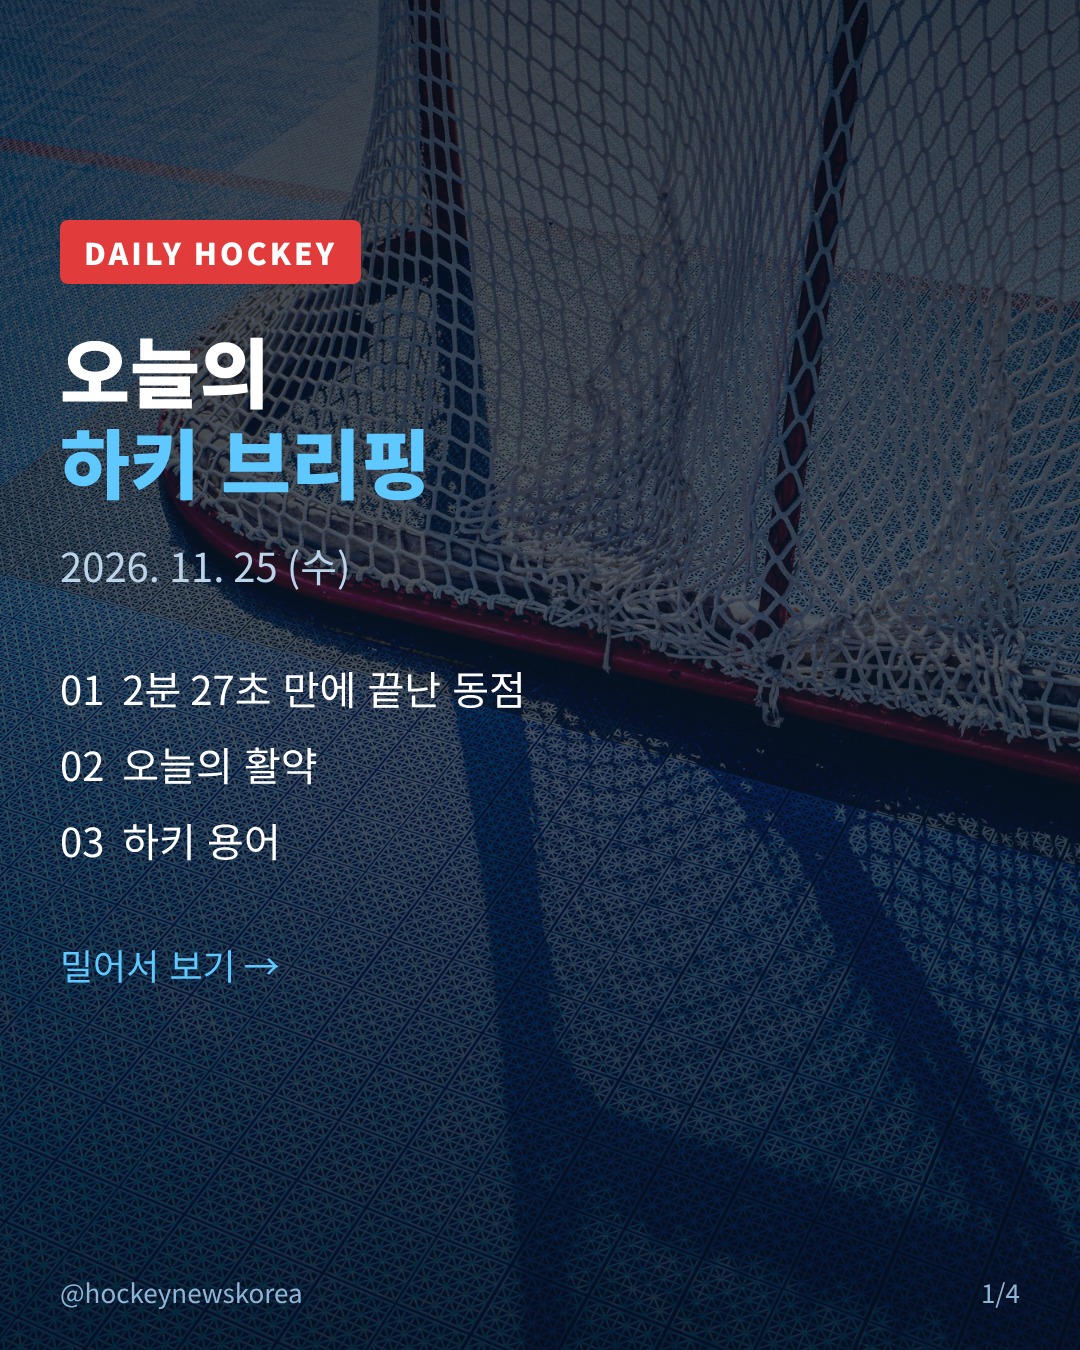 DAILY HOCKEY
오늘의
하키 브리핑
2026. 11. 25 (수)
01 2분 27초 만에 끝난 동점
02 오늘의 활약
03 하키 용어
밀어서 보기 →
@hockeynewskorea
1/4